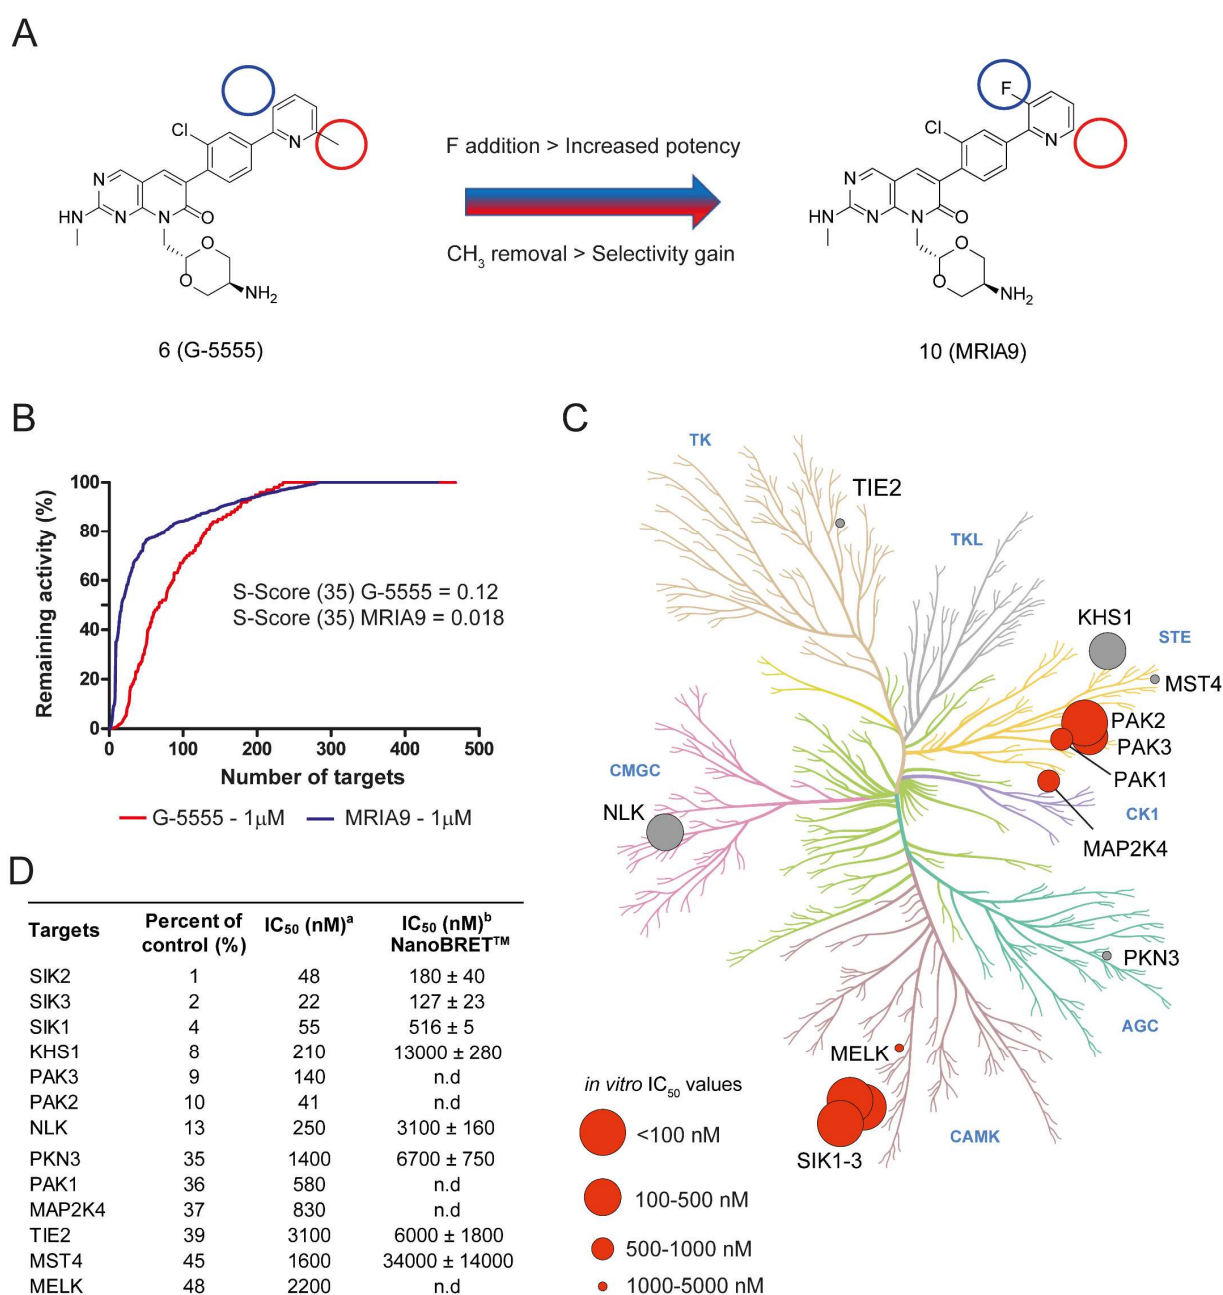 A
Cl
N
N
HN
N
N
O
O
O
NH2
6 (G-5555)
F addition > Increased potency
CH3 removal > Selectivity gain
F
Cl
N
N
HN
N
N
O
O
O
NH2
10 (MRIA9)
B
Remaining activity (%)
100
80
60
40
20
0
0 100 200 300 400 500
Number of targets
S-Score (35) G-5555 = 0.12
S-Score (35) MRIA9 = 0.018
G-5555 - 1μM MRIA9 - 1μM
C
TK
TIE2
TKL
KHS1
STE
MST4
PAK2
PAK3
PAK1
CMGC
NLK
CK1
MAP2K4
PKN3
AGC
MELK
CAMK
SIK1-3
in vitro IC50 values
<100 nM
100-500 nM
500-1000 nM
1000-5000 nM
D
Targets Percent of control (%) IC50 (nM)a IC50 (nM)b NanoBRET™
SIK2 1 48 180 ± 40
SIK3 2 22 127 ± 23
SIK1 4 55 516 ± 5
KHS1 8 210 13000 ± 280
PAK3 9 140 n.d
PAK2 10 41 n.d
NLK 13 250 3100 ± 160
PKN3 35 1400 6700 ± 750
PAK1 36 580 n.d
MAP2K4 37 830 n.d
TIE2 39 3100 6000 ± 1800
MST4 45 1600 34000 ± 14000
MELK 48 2200 n.d